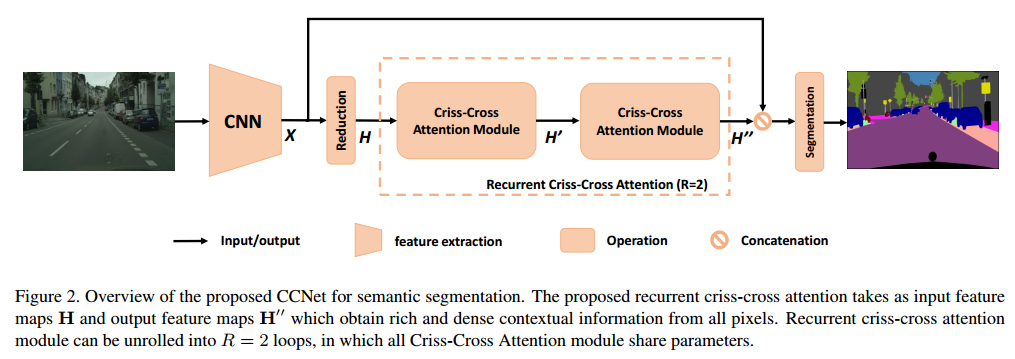 CNN
X
Reduction
H
Criss-Cross
Attention Module
H'
Criss-Cross
Attention Module
H''
Segmentation
Recurrent Criss-Cross Attention (R=2)
Input/output
feature extraction
Operation
Concatenation
Figure 2. Overview of the proposed CCNet for semantic segmentation. The proposed recurrent criss-cross attention takes as input feature
maps H and output feature maps H′′ which obtain rich and dense contextual information from all pixels. Recurrent criss-cross attention
module can be unrolled into R = 2 loops, in which all Criss-Cross Attention module share parameters.